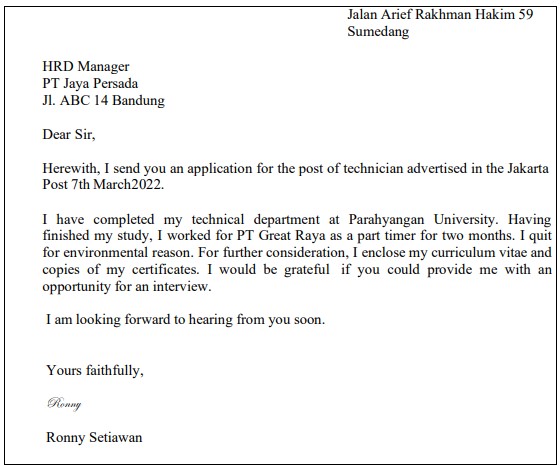 Jalan Arief Rakhman Hakim 59
Sumedang
HRD Manager
PT Jaya Persada
Jl. ABC 14 Bandung
Dear Sir,
Herewith, I send you an application for the post of technician advertised in the Jakarta
Post 7th March2022.
I have completed my technical department at Parahyangan University. Having
finished my study, I worked for PT Great Raya as a part timer for two months. I quit
for environmental reason. For further consideration, I enclose my curriculum vitae and
copies of my certificates. I would be grateful if you could provide me with an
opportunity for an interview.
I am looking forward to hearing from you soon.
Yours faithfully,
Ronny
Ronny Setiawan